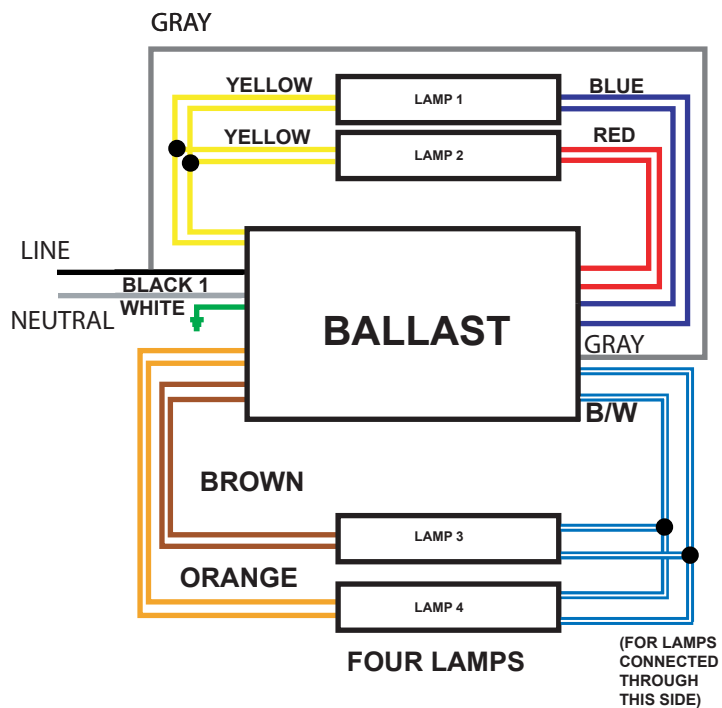 GRAY
YELLOW
LAMP 1
BLUE
YELLOW
LAMP 2
RED
LINE
BLACK 1
WHITE
NEUTRAL
BALLAST
GRAY
B/W
BROWN
LAMP 3
ORANGE
LAMP 4
FOUR LAMPS
(FOR LAMPS
CONNECTED
THROUGH
THIS SIDE)